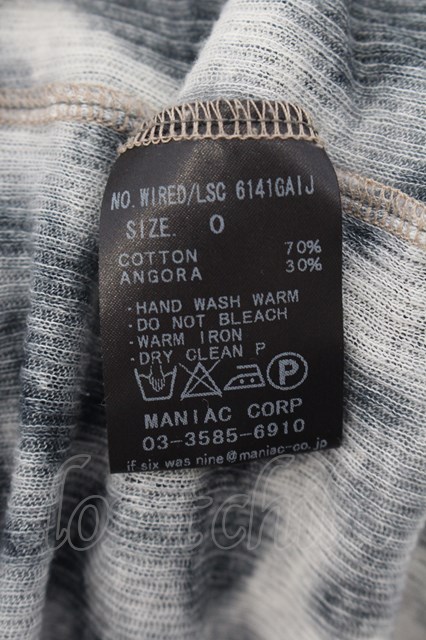 NO. WIRED/LSC 6141GAIJ
SIZE. 0
COTTON 70%
ANGORA 30%
·HAND WASH WARM
·DO NOT BLEACH
·WARM IRON
·DRY CLEAN P
P
MANIAC CORP
03-3585-6910
if six was nine@maniac-co.jp